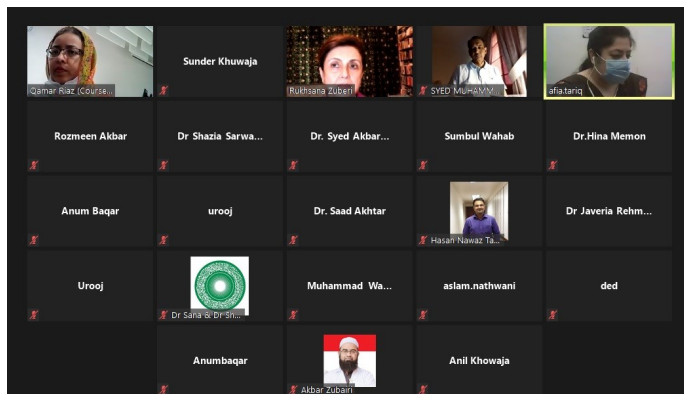 Qamar Riaz (Course...
Sunder Khuwaja
Rukhsana Zuberi
SYED MUHAMM...
afia.tariq
Rozmeen Akbar
Dr Shazia Sarwa...
Dr. Syed Akbar...
Sumbul Wahab
Dr.Hina Memon
Anum Baqar
urooj
Dr. Saad Akhtar
Hasan Nawaz Ta...
Dr Javeria Rehm...
Urooj
Dr Sana & Dr Sh...
Muhammad Wa...
aslam.nathwani
ded
Anumbaqar
Akbar Zubairi
Anil Khowaja